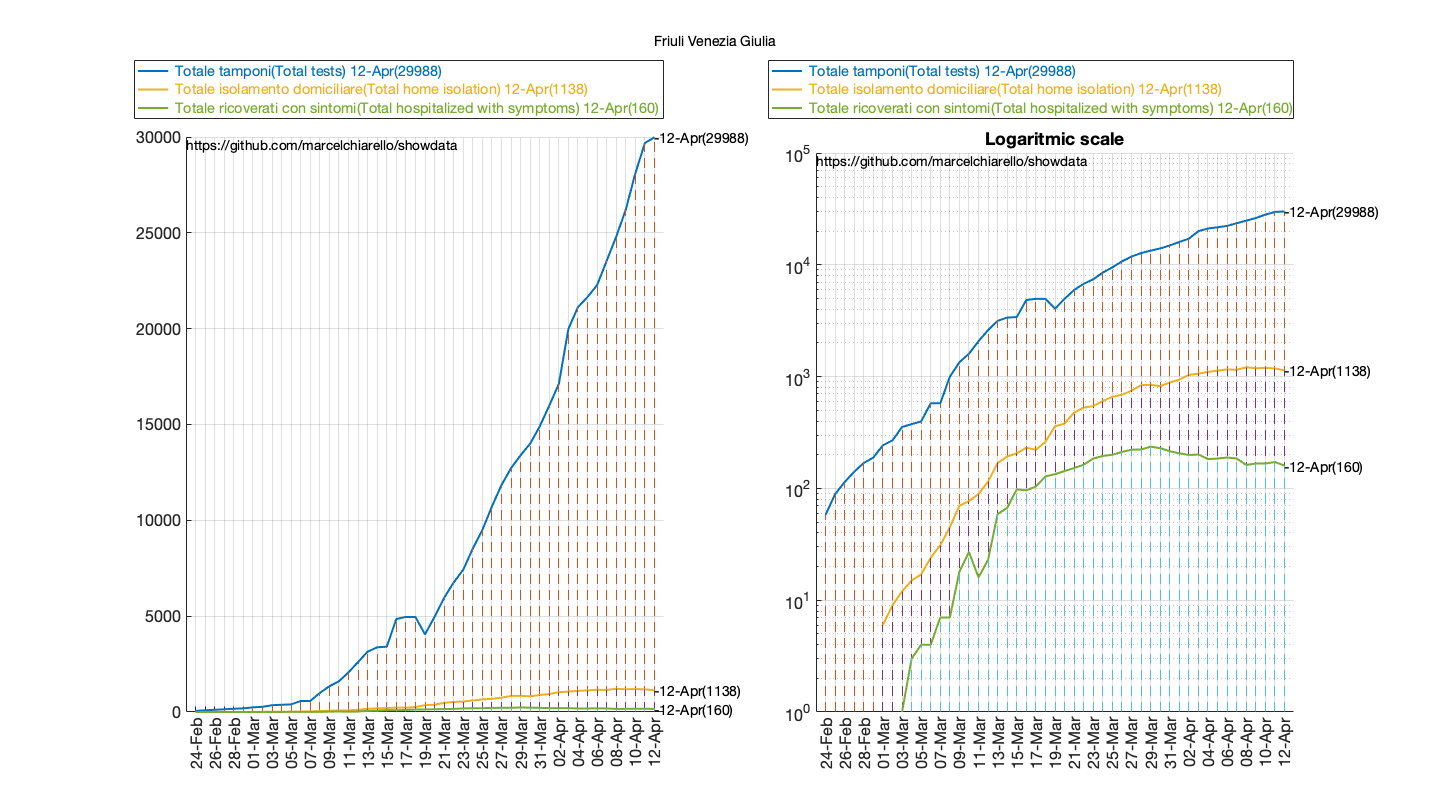 Friuli Venezia Giulia
Totale tamponi(Total tests) 12-Apr(29988)
Totale isolamento domiciliare(Total home isolation) 12-Apr(1138)
Totale ricoverati con sintomi(Total hospitalized with symptoms) 12-Apr(160)
https://github.com/marcelchiarello/showdata
30000
25000
20000
15000
10000
5000
0
12-Apr(29988)
12-Apr(1138)
12-Apr(160)
24-Feb
26-Feb
28-Feb
01-Mar
03-Mar
05-Mar
07-Mar
09-Mar
11-Mar
13-Mar
15-Mar
17-Mar
19-Mar
21-Mar
23-Mar
25-Mar
27-Mar
29-Mar
31-Mar
02-Apr
04-Apr
06-Apr
08-Apr
10-Apr
12-Apr
Totale tamponi(Total tests) 12-Apr(29988)
Totale isolamento domiciliare(Total home isolation) 12-Apr(1138)
Totale ricoverati con sintomi(Total hospitalized with symptoms) 12-Apr(160)
Logaritmic scale
https://github.com/marcelchiarello/showdata
10^5
10^4
10^3
10^2
10^1
10^0
12-Apr(29988)
12-Apr(1138)
12-Apr(160)
24-Feb
26-Feb
28-Feb
01-Mar
03-Mar
05-Mar
07-Mar
09-Mar
11-Mar
13-Mar
15-Mar
17-Mar
19-Mar
21-Mar
23-Mar
25-Mar
27-Mar
29-Mar
31-Mar
02-Apr
04-Apr
06-Apr
08-Apr
10-Apr
12-Apr